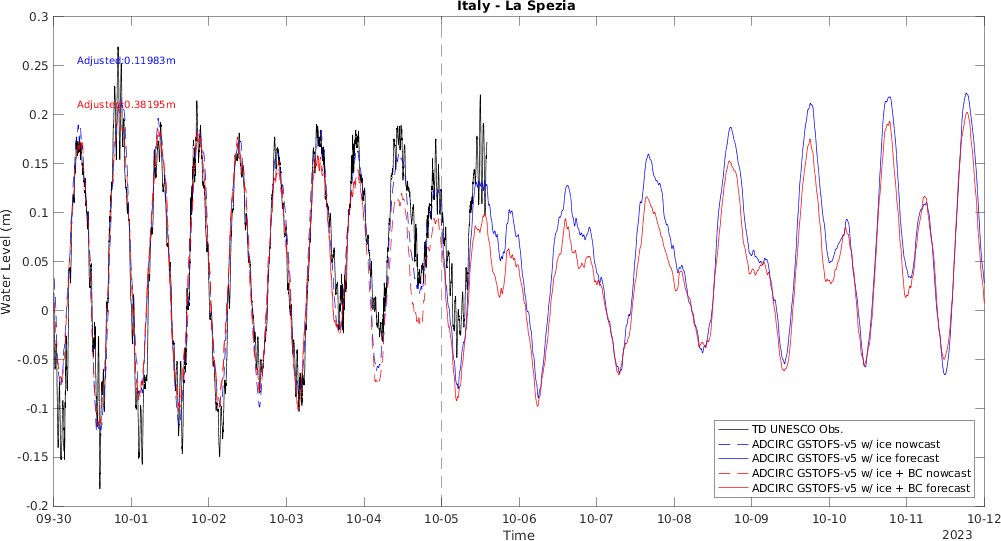 Italy - La Spezia
Water Level (m)
0.3
0.25
0.2
0.15
0.1
0.05
0
-0.05
-0.1
-0.15
-0.2
Adjusted:0.11983m
Adjusted:0.38195m
TD UNESCO Obs.
ADCIRC GSTOFS-v5 w/ ice nowcast
ADCIRC GSTOFS-v5 w/ ice forecast
ADCIRC GSTOFS-v5 w/ ice + BC nowcast
ADCIRC GSTOFS-v5 w/ ice + BC forecast
09-30 10-01 10-02 10-03 10-04 10-05 10-06 10-07 10-08 10-09 10-10 10-11 10-12
Time
2023